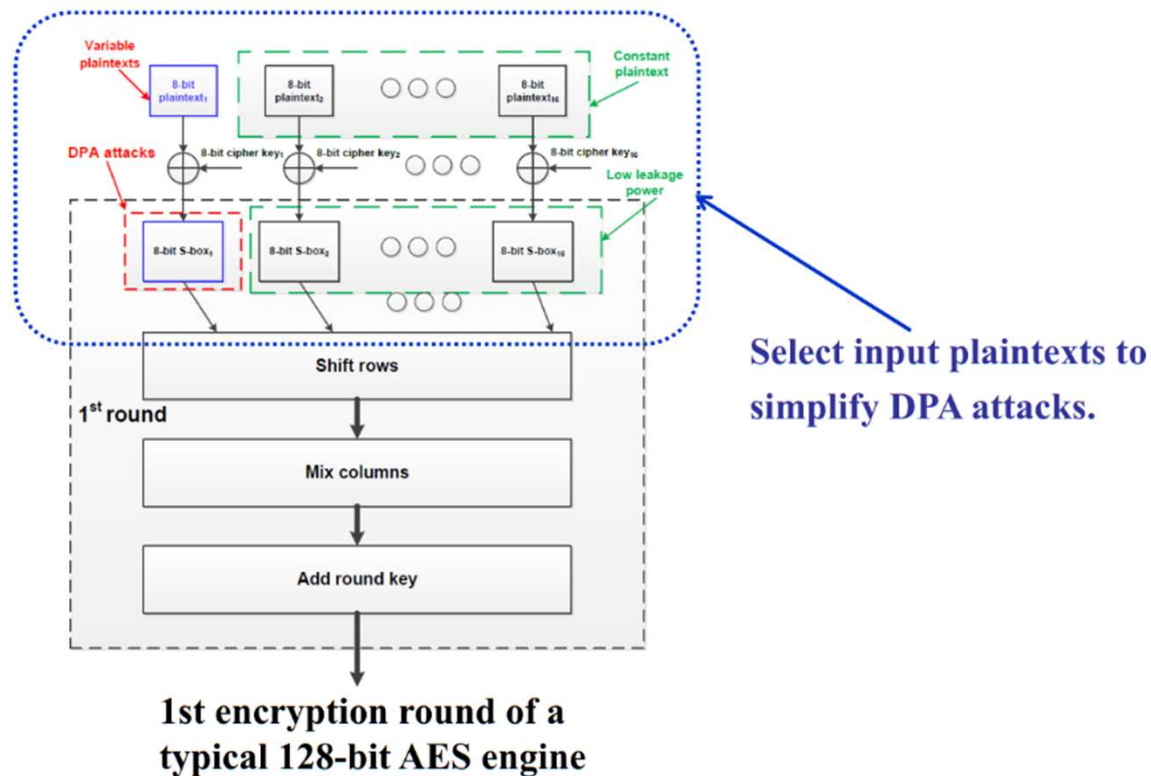 Variable
plaintexts
Constant
plaintext
8-bit
plaintext1
8-bit
plaintext2
8-bit
plaintext16
DPA attacks
8-bit cipher key1
8-bit cipher key2
8-bit cipher key16
Low leakage
power
8-bit S-box1
8-bit S-box2
8-bit S-box16
Shift rows
1st round
Mix columns
Add round key
Select input plaintexts to
simplify DPA attacks.
1st encryption round of a
typical 128-bit AES engine